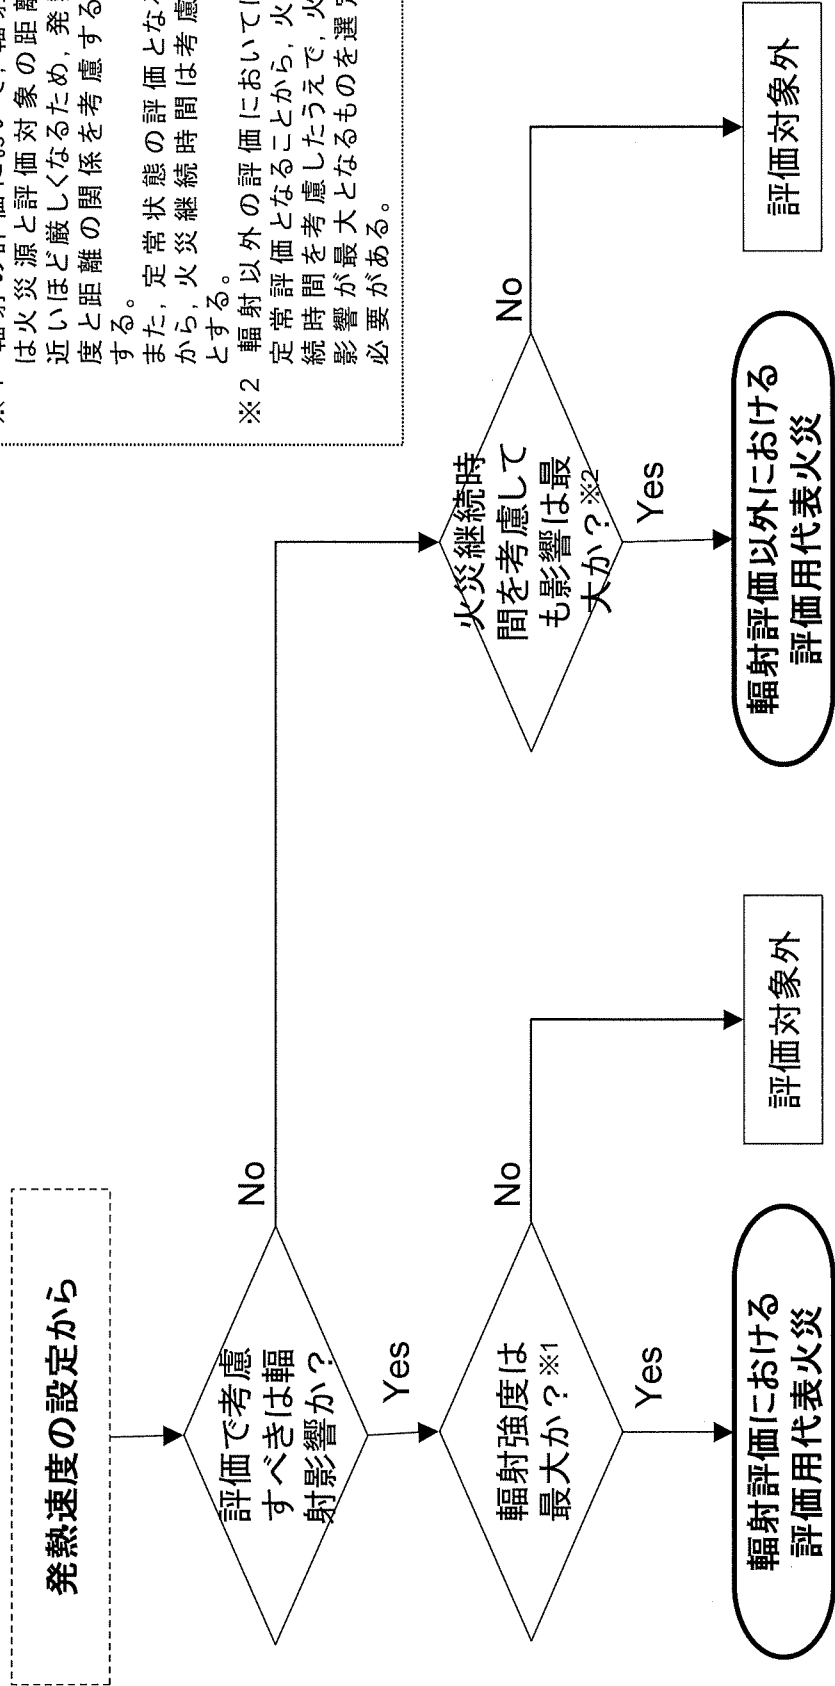 発熱速度の設定から
評価で考慮
すべきは輻
射影響か?
No
Yes
輻射強度は
最大か?※1
No
Yes
輻射評価における
評価用代表火災
評価対象外
火災継続時
間を考慮して
も影響は最
大か?※2
No
Yes
輻射評価以外における
評価用代表火災
評価対象外
は火災源と評価対象の距離
近いほど厳しくなるため,発
度と距離の関係を考慮する
する。
また,定常状態の評価となる
から,火災継続時間は考慮
とする。
※2 輻射以外の評価において
定常評価となることから,火
続時間を考慮したうえで,火
影響が最大となるものを選
必要がある。